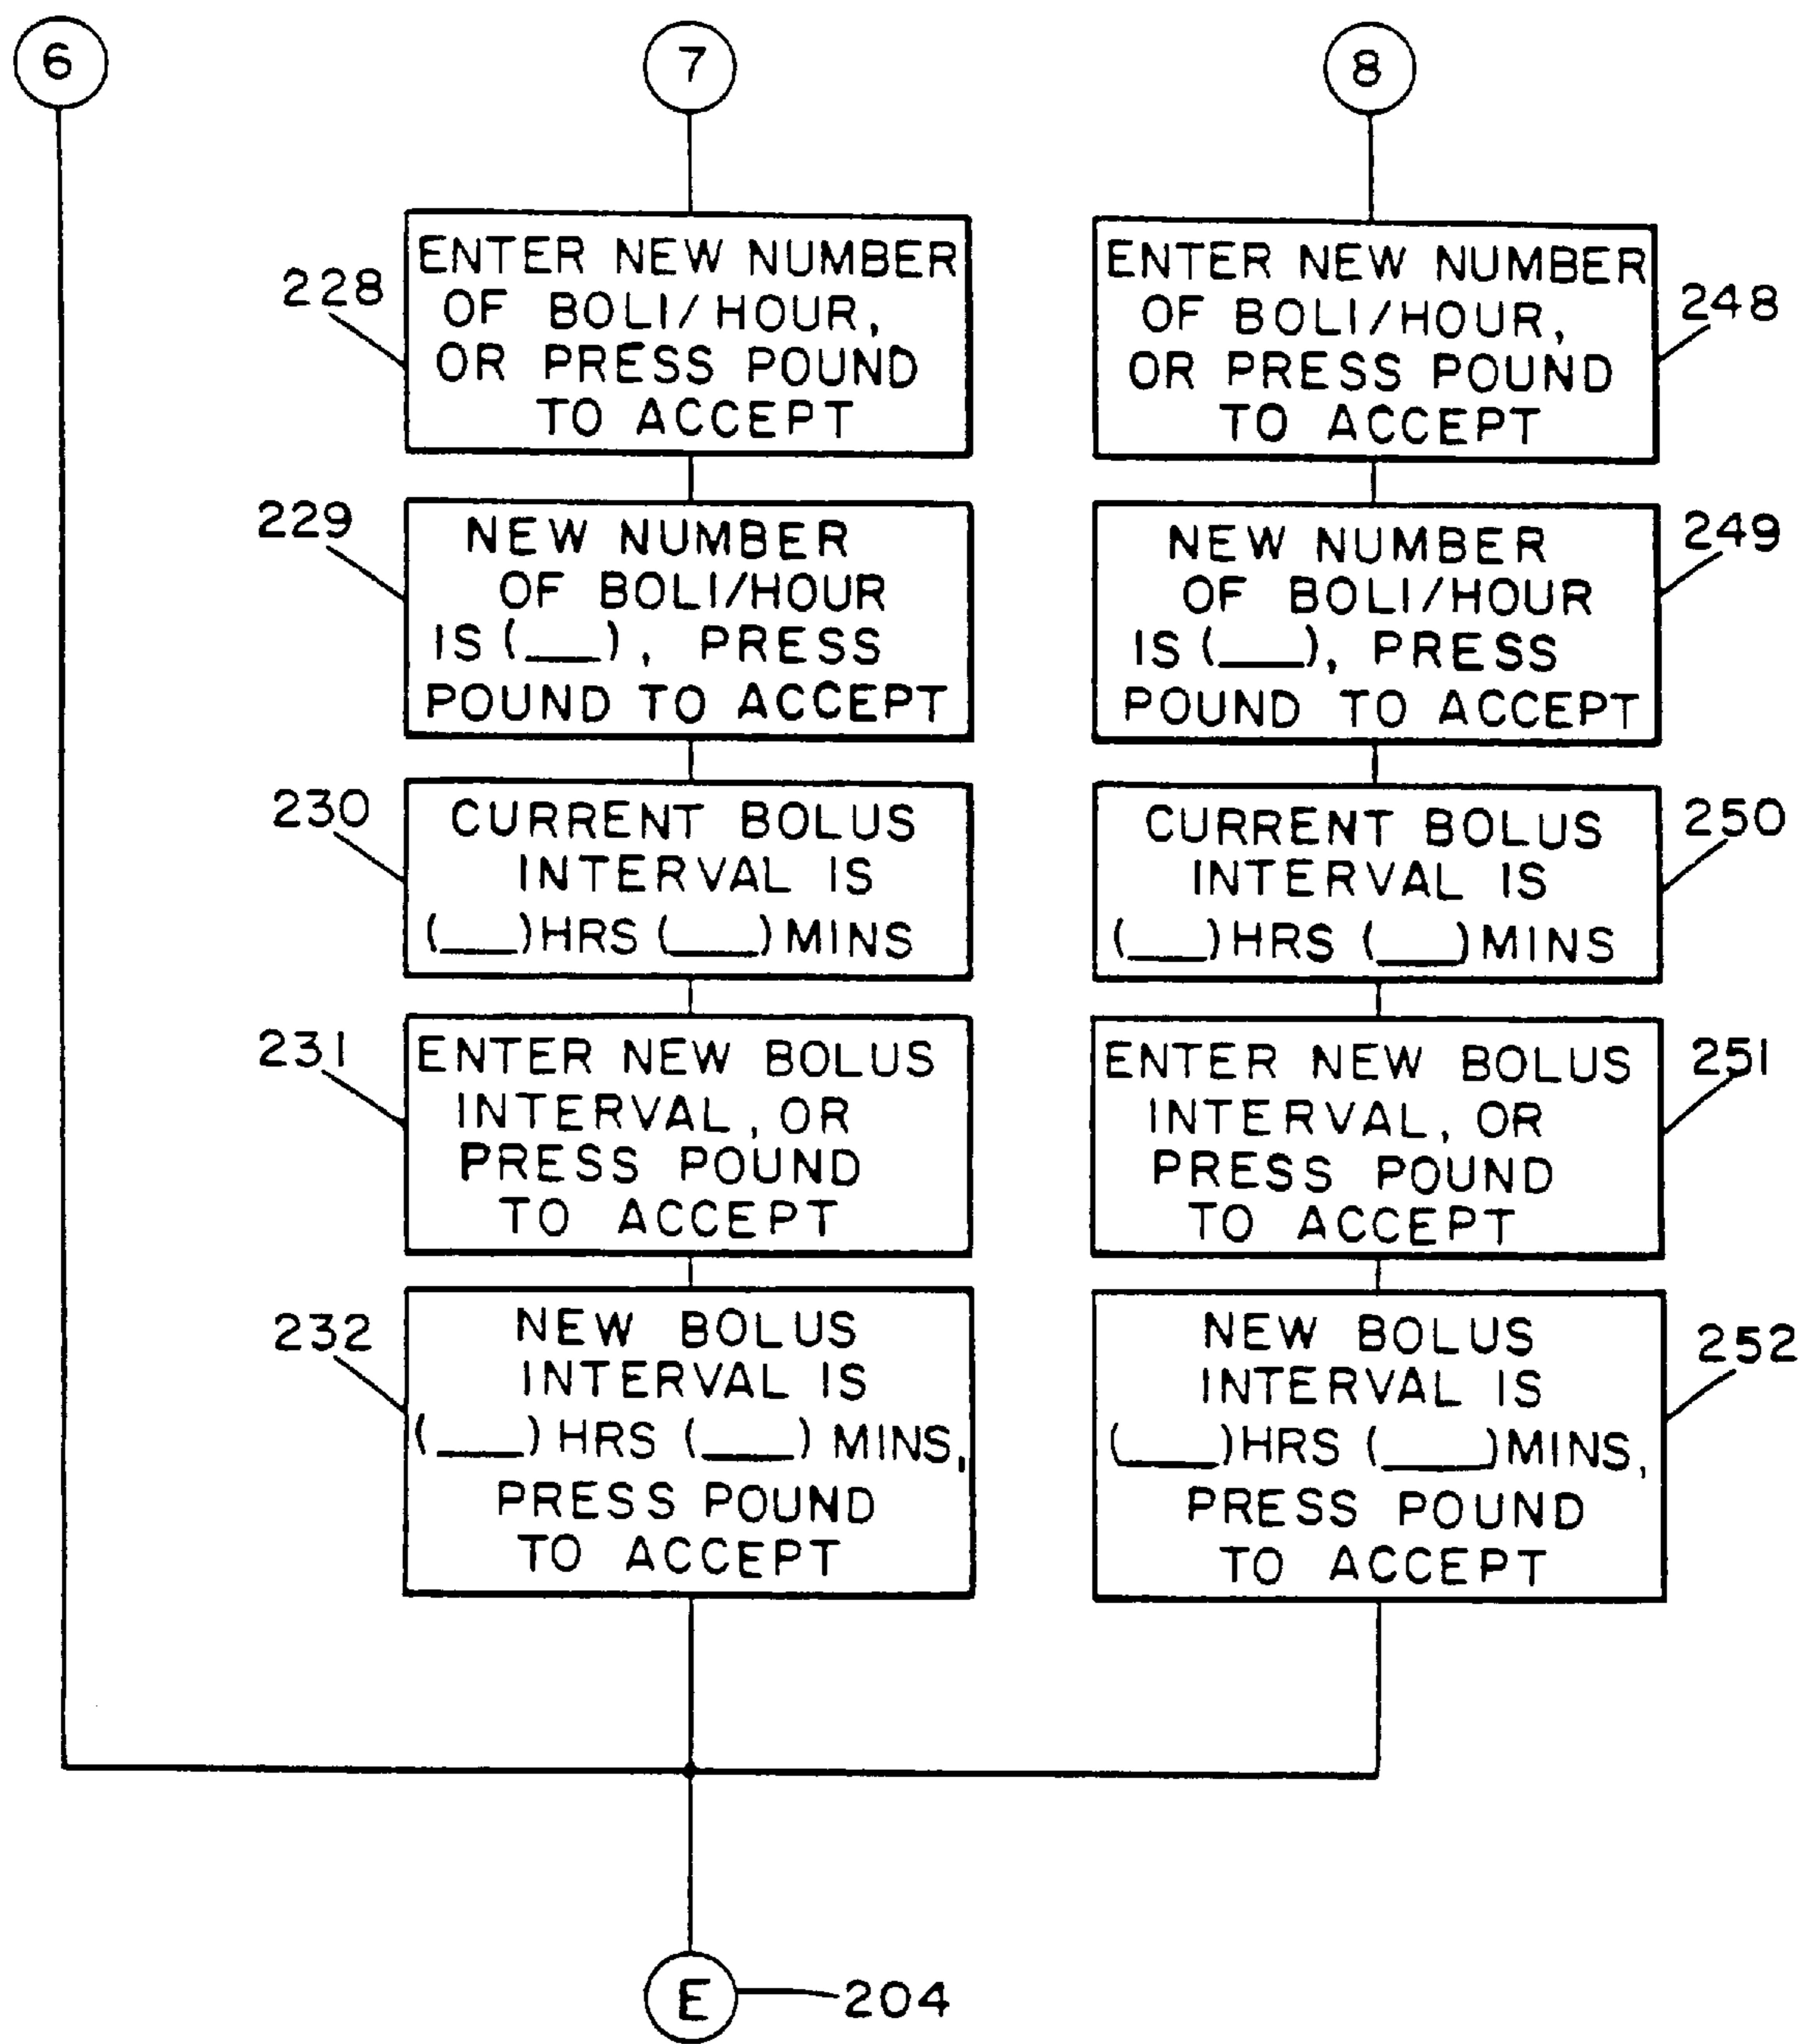 6
7
8
228
ENTER NEW NUMBER
OF BOLI/HOUR,
OR PRESS POUND
TO ACCEPT
229
NEW NUMBER
OF BOLI/HOUR
IS (___), PRESS
POUND TO ACCEPT
230
CURRENT BOLUS
INTERVAL IS
(___)HRS (___)MINS
231
ENTER NEW BOLUS
INTERVAL, OR
PRESS POUND
TO ACCEPT
232
NEW BOLUS
INTERVAL IS
(___)HRS (___) MINS,
PRESS POUND
TO ACCEPT
ENTER NEW NUMBER
OF BOLI/HOUR,
OR PRESS POUND
TO ACCEPT
248
NEW NUMBER
OF BOLI/HOUR
IS (___), PRESS
POUND TO ACCEPT
249
CURRENT BOLUS
INTERVAL IS
(___)HRS (___)MINS
250
ENTER NEW BOLUS
INTERVAL, OR
PRESS POUND
TO ACCEPT
251
NEW BOLUS
INTERVAL IS
(___)HRS (___)MINS,
PRESS POUND
TO ACCEPT
252
E
204